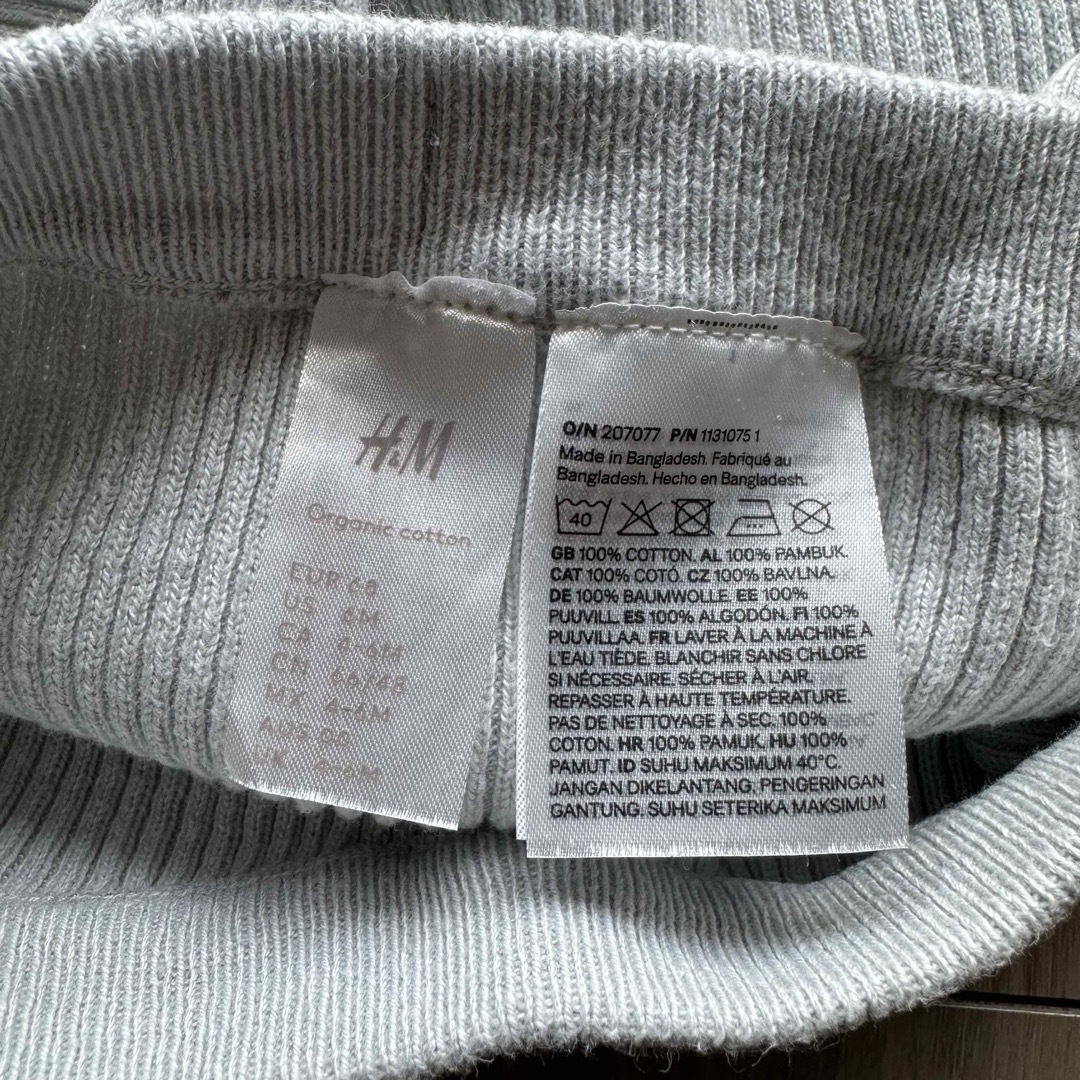 H&M
Organic cotton
EUR 68
US 6M
CA 4-6M
CN 66/48
MX 4-6M
O/N 207077 P/N 1131075 1
Made in Bangladesh. Fabriqué au
Bangladesh. Hecho en Bangladesh.
40
GB 100% COTTON. AL 100% PAMBUK.
CAT 100% COTÓ. CZ 100% BAVLNA.
DE 100% BAUMWOLLE. EE 100%
PUUVILL. ES 100% ALGODÓN. FI 100%
PUUVILLAA. FR LAVER À LA MACHINE À
L'EAU TIÈDE. BLANCHIR SANS CHLORE
SI NÉCESSAIRE. SÉCHER À L'AIR.
REPASSER À HAUTE TEMPÉRATURE.
PAS DE NETTOYAGE À SEC. 100%
COTON. HR 100% PAMUK. HU 100%
PAMUT. ID SUHU MAKSIMUM 40°C.
JANGAN DIKELANTANG. PENGERINGAN
GANTUNG. SUHU SETERIKA MAKSIMUM